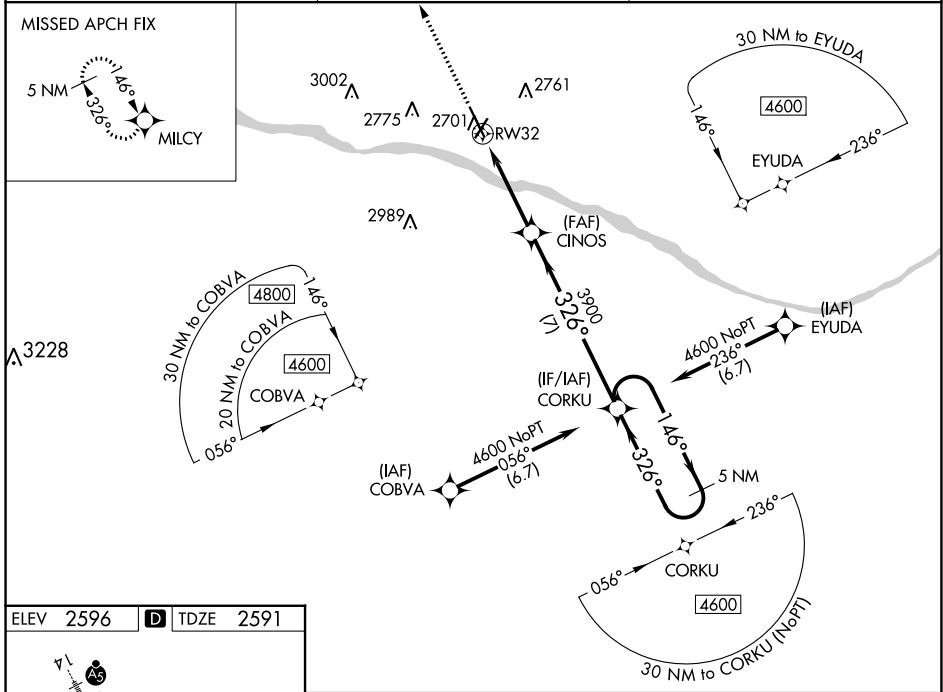 MISSED APCH FIX
5 NM
146°
326°
MILCY
3002
2775
2701
2761
RW32
2989
3228
30 NM to EYUDA
4600
146°
236°
EYUDA
(FAF)
CINOS
3900
326°
(7)
(IAF)
EYUDA
4600 NoPT
236°
(6.7)
30 NM to COBVA
4800
146°
20 NM to COBVA
4600
COBVA
056°
(IF/IAF)
CORKU
146°
326°
5 NM
4600 NoPT
056°
(6.7)
(IAF)
COBVA
236°
056°
CORKU
4600
30 NM to CORKU (NoPT)
ELEV 2596 D TDZE 2591
14
A5